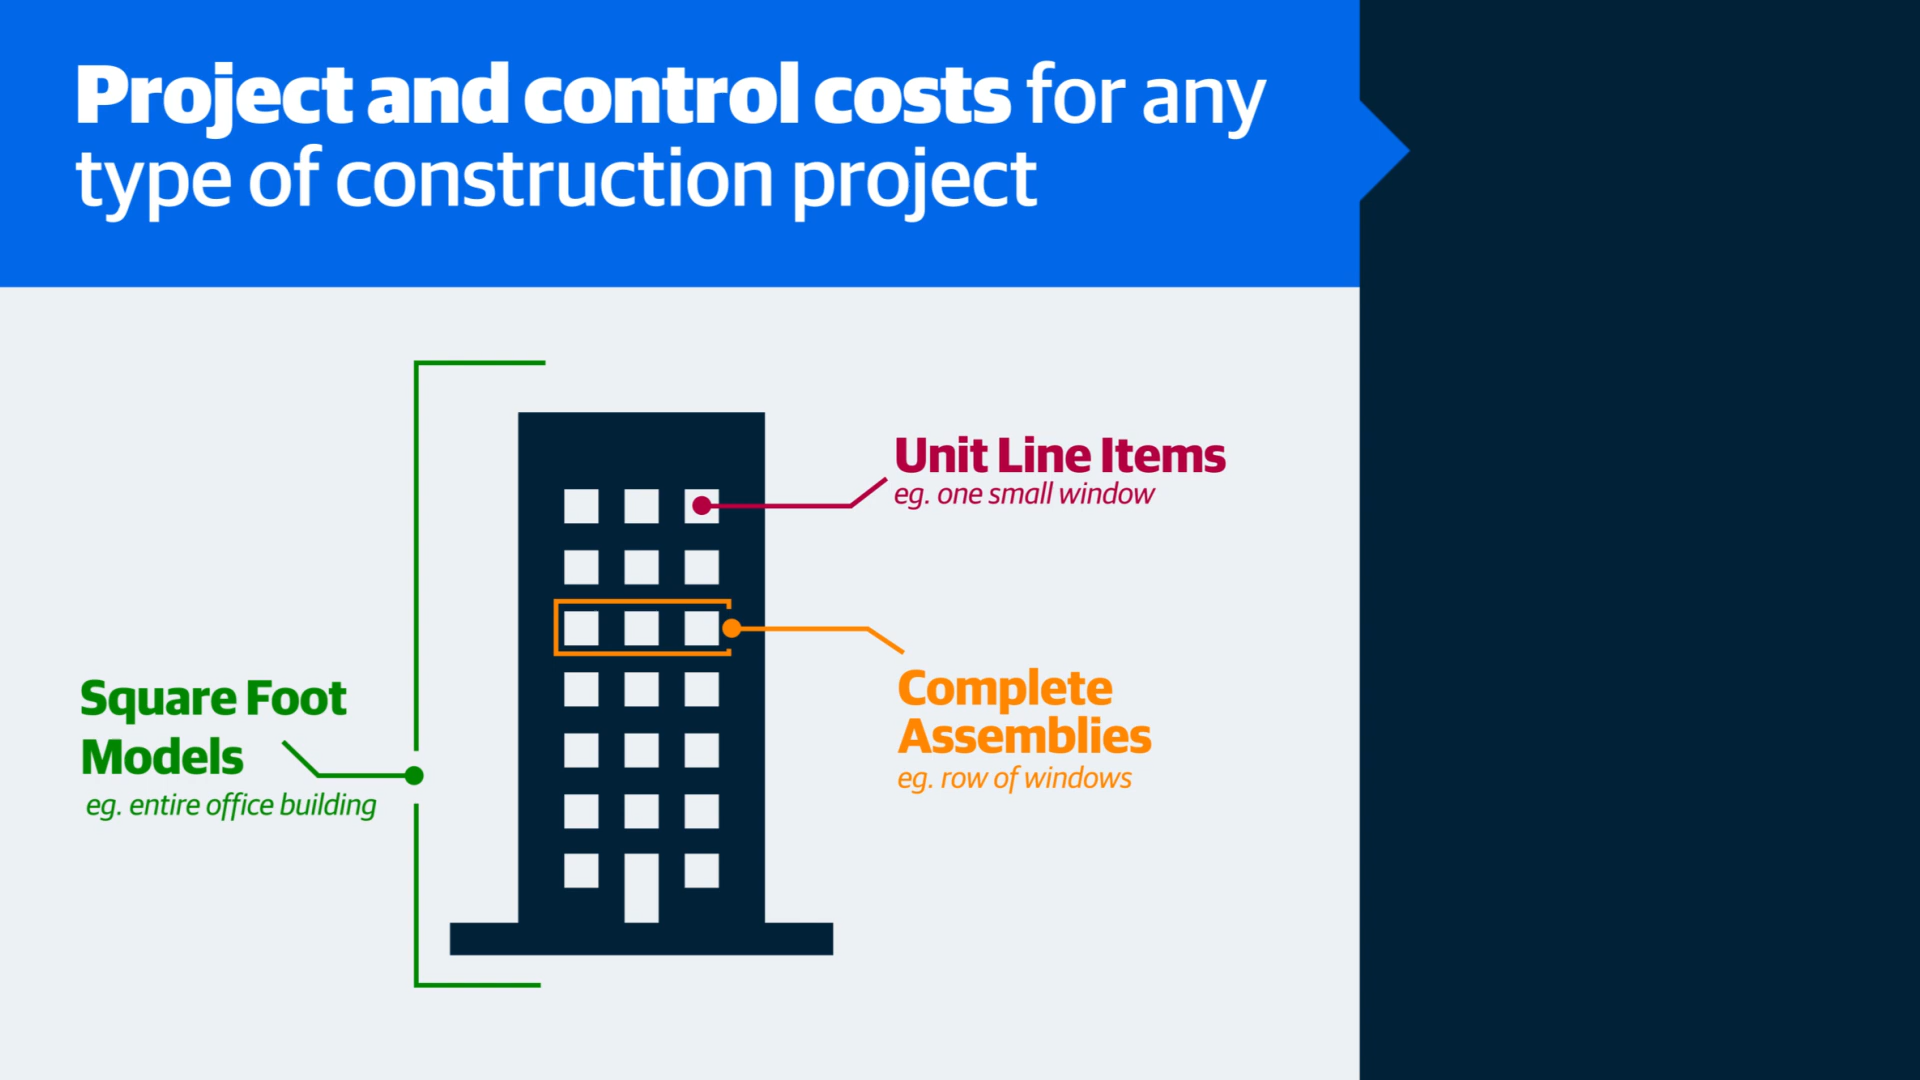 Project and control costs for any
type of construction project
Unit Line Items
eg. one small window
Complete
Assemblies
eg. row of windows
Square Foot
Models
eg. entire office building